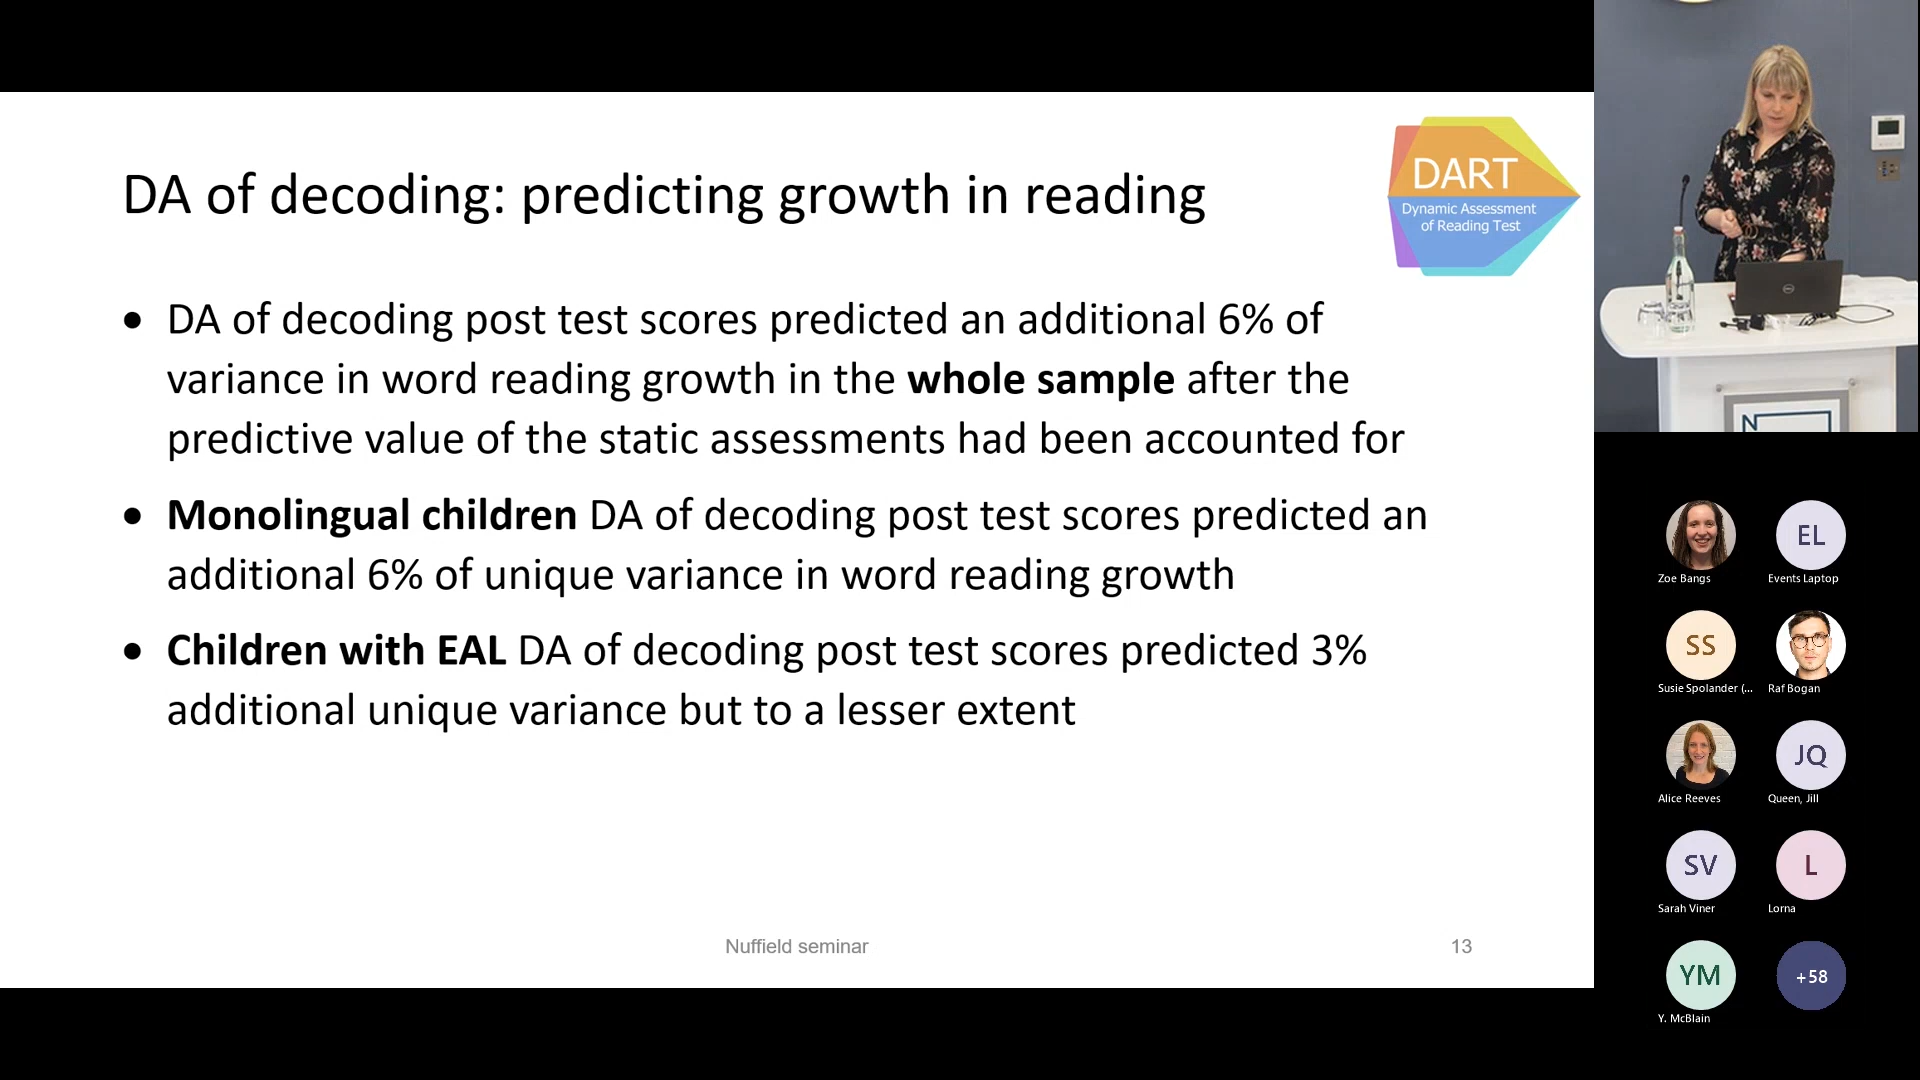 DA of decoding: predicting growth in reading
DART
Dynamic Assessment
of Reading Test
• DA of decoding post test scores predicted an additional 6% of
variance in word reading growth in the whole sample after the
predictive value of the static assessments had been accounted for
• Monolingual children DA of decoding post test scores predicted an
additional 6% of unique variance in word reading growth
• Children with EAL DA of decoding post test scores predicted 3%
additional unique variance but to a lesser extent
Nuffield seminar
13
N
Zoe Bangs
EL
Events Laptop
SS
Susie Spolander (...
Raf Bogan
Alice Reeves
JQ
Queen, Jill
SV
Sarah Viner
L
Lorna
YM
Y. McBlain
+58